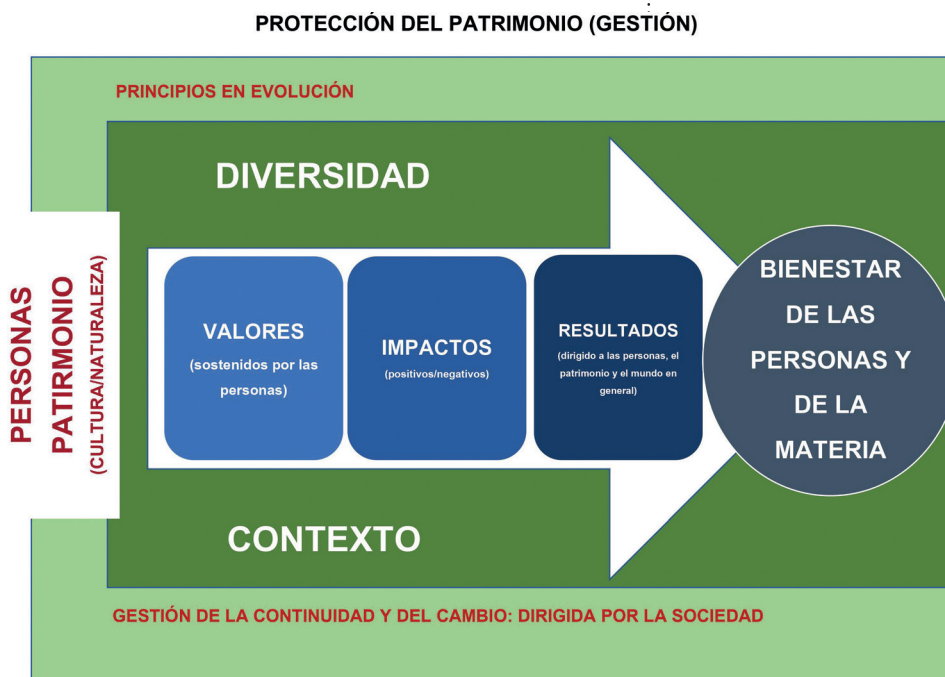 PROTECCIÓN DEL PATRIMONIO (GESTIÓN)
PRINCIPIOS EN EVOLUCIÓN
DIVERSIDAD
PERSONAS
PATIRMONIO
(CULTURA/NATURALEZA)
VALORES
(sostenidos por las
personas)
IMPACTOS
(positivos/negativos)
RESULTADOS
(dirigido a las personas, el
patrimonio y el mundo en
general)
BIENESTAR
DE LAS
PERSONAS Y
DE LA
MATERIA
CONTEXTO
GESTIÓN DE LA CONTINUIDAD Y DEL CAMBIO: DIRIGIDA POR LA SOCIEDAD